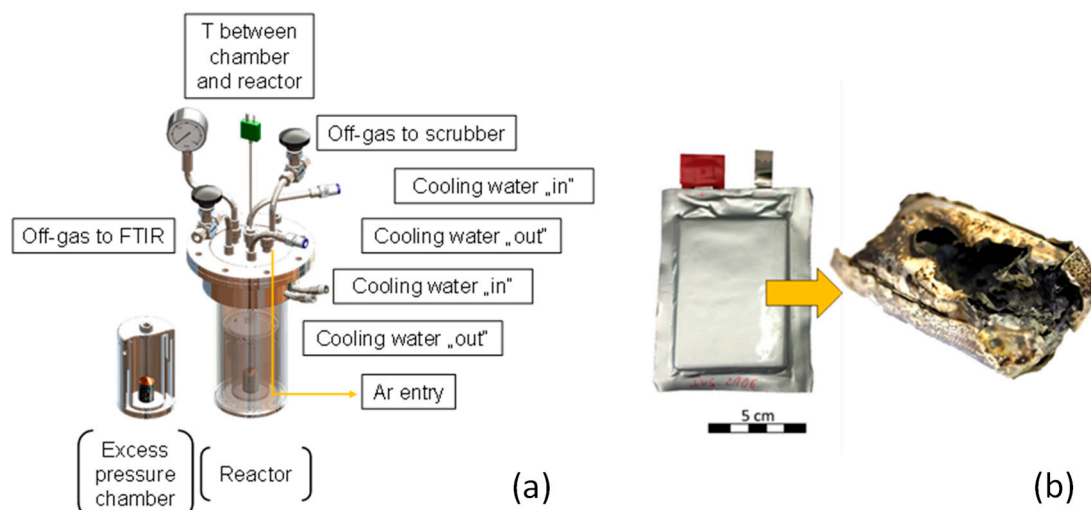 T between
chamber
and reactor
Off-gas to scrubber
Cooling water „in"
Off-gas to FTIR
Cooling water „out"
Cooling water „in"
Cooling water „out"
Ar entry
Excess
pressure
chamber
Reactor
(a)
5 cm
(b)